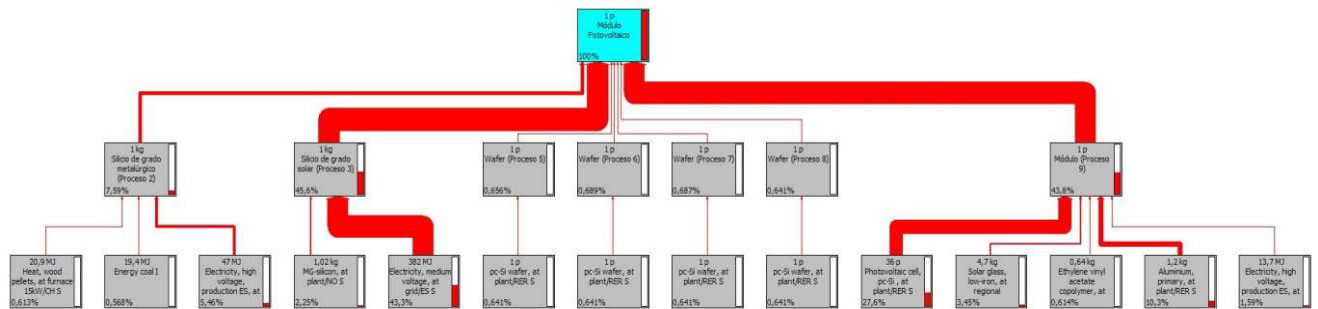 1 p
Módulo
Fotovoltaico
100%
1 kg
Silicio de grado
metalúrgico
(Proceso 2)
7,59%
1 kg
Silicio de grado
solar (Proceso 3)
45,6%
1 p
Wafer (Proceso 5)
0,656%
1 p
Wafer (Proceso 6)
0,689%
1 p
Wafer (Proceso 7)
0,687%
1 p
Wafer (Proceso 8)
0,641%
1 p
Módulo (Proceso
9)
43,8%
20,9 MJ
Heat, wood
pellets, at furnace
15kW/CH S
0,613%
19,4 MJ
Energy coal I
0,568%
47 MJ
Electricity, high
voltage,
production ES, at
5,46%
1,02 kg
MG-silicon, at
plant/NO S
2,25%
382 MJ
Electricity, medium
voltage, at
grid/ES S
43,3%
1 p
pc-Si wafer, at
plant/RER S
0,641%
1 p
pc-Si wafer, at
plant/RER S
0,641%
1 p
pc-Si wafer, at
plant/RER S
0,641%
1 p
pc-Si wafer, at
plant/RER S
0,641%
36 p
Photovoltaic cell,
pc-Si, at
plant/RER S
27,6%
4,7 kg
Solar glass,
low-iron, at
regional
3,45%
0,64 kg
Ethylene vinyl
acetate
copolymer, at
0,614%
1,2 kg
Aluminium,
primary, at
plant/RER S
10,3%
13,7 MJ
Electricity, high
voltage,
production ES, at
1,59%